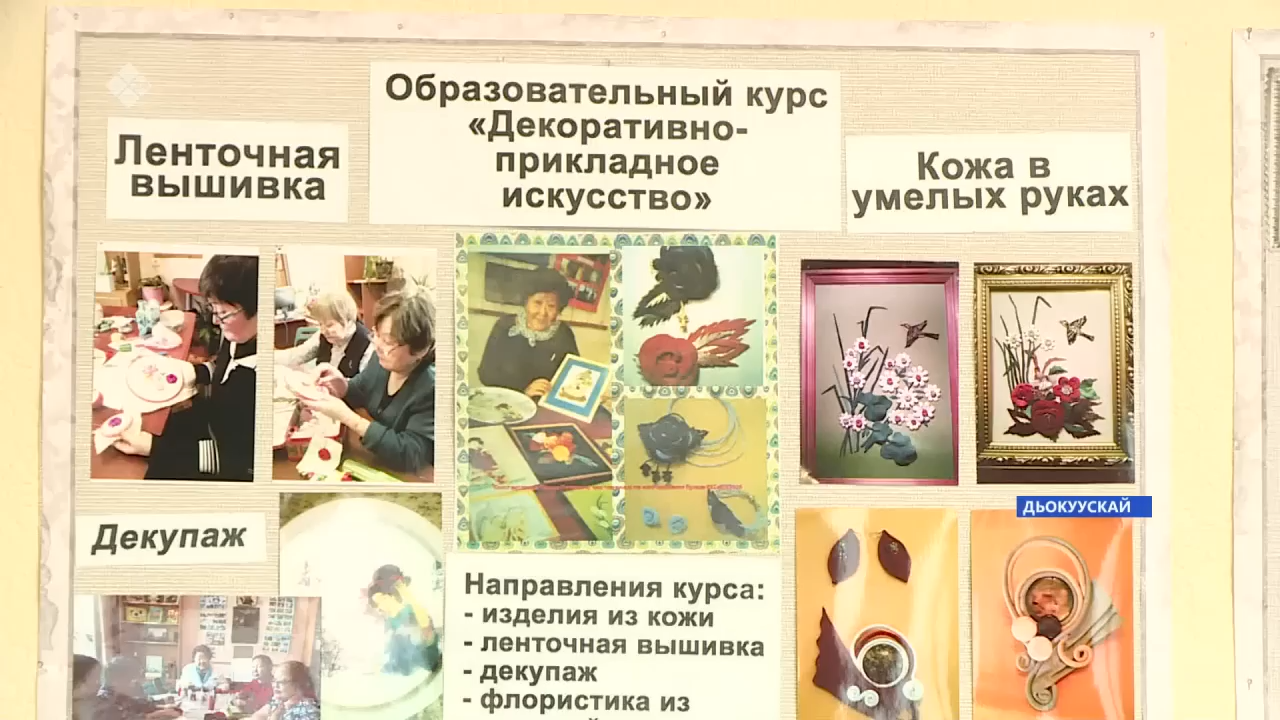 Образовательный курс
«Декоративно-
прикладное
искусство»
Ленточная
вышивка
Кожа в
умелых руках
ДЬОКУУСКАЙ
Декупаж
Направления курса:
- изделия из кожи
- ленточная вышивка
- декупаж
- флористика из